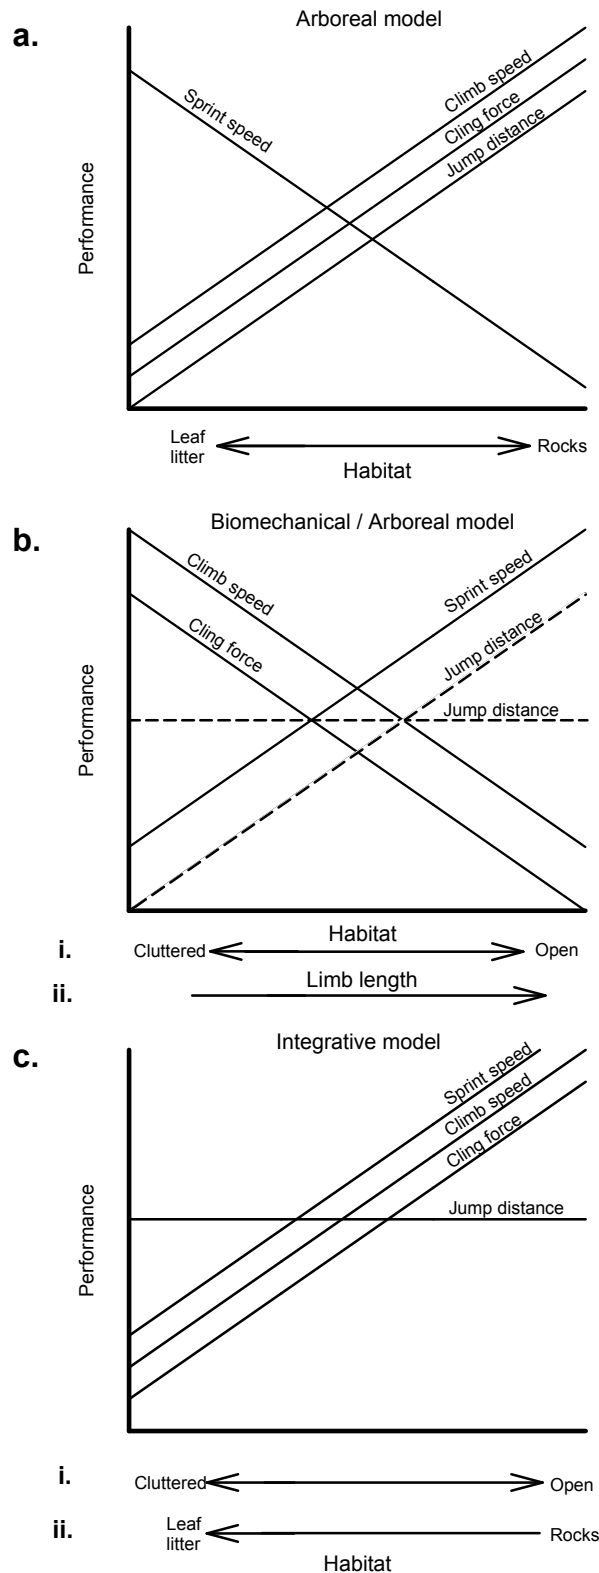 a.
Arboreal model
Performance
Sprint speed
Climb speed
Cling force
Jump distance
Leaf
litter
Rocks
Habitat
b.
Biomechanical / Arboreal model
Performance
Climb speed
Cling force
Sprint speed
Jump distance
Jump distance
Habitat
i.
Cluttered
Open
ii.
Limb length
c.
Integrative model
Performance
Sprint speed
Climb speed
Cling force
Jump distance
i.
Cluttered
Open
ii.
Leaf
litter
Rocks
Habitat